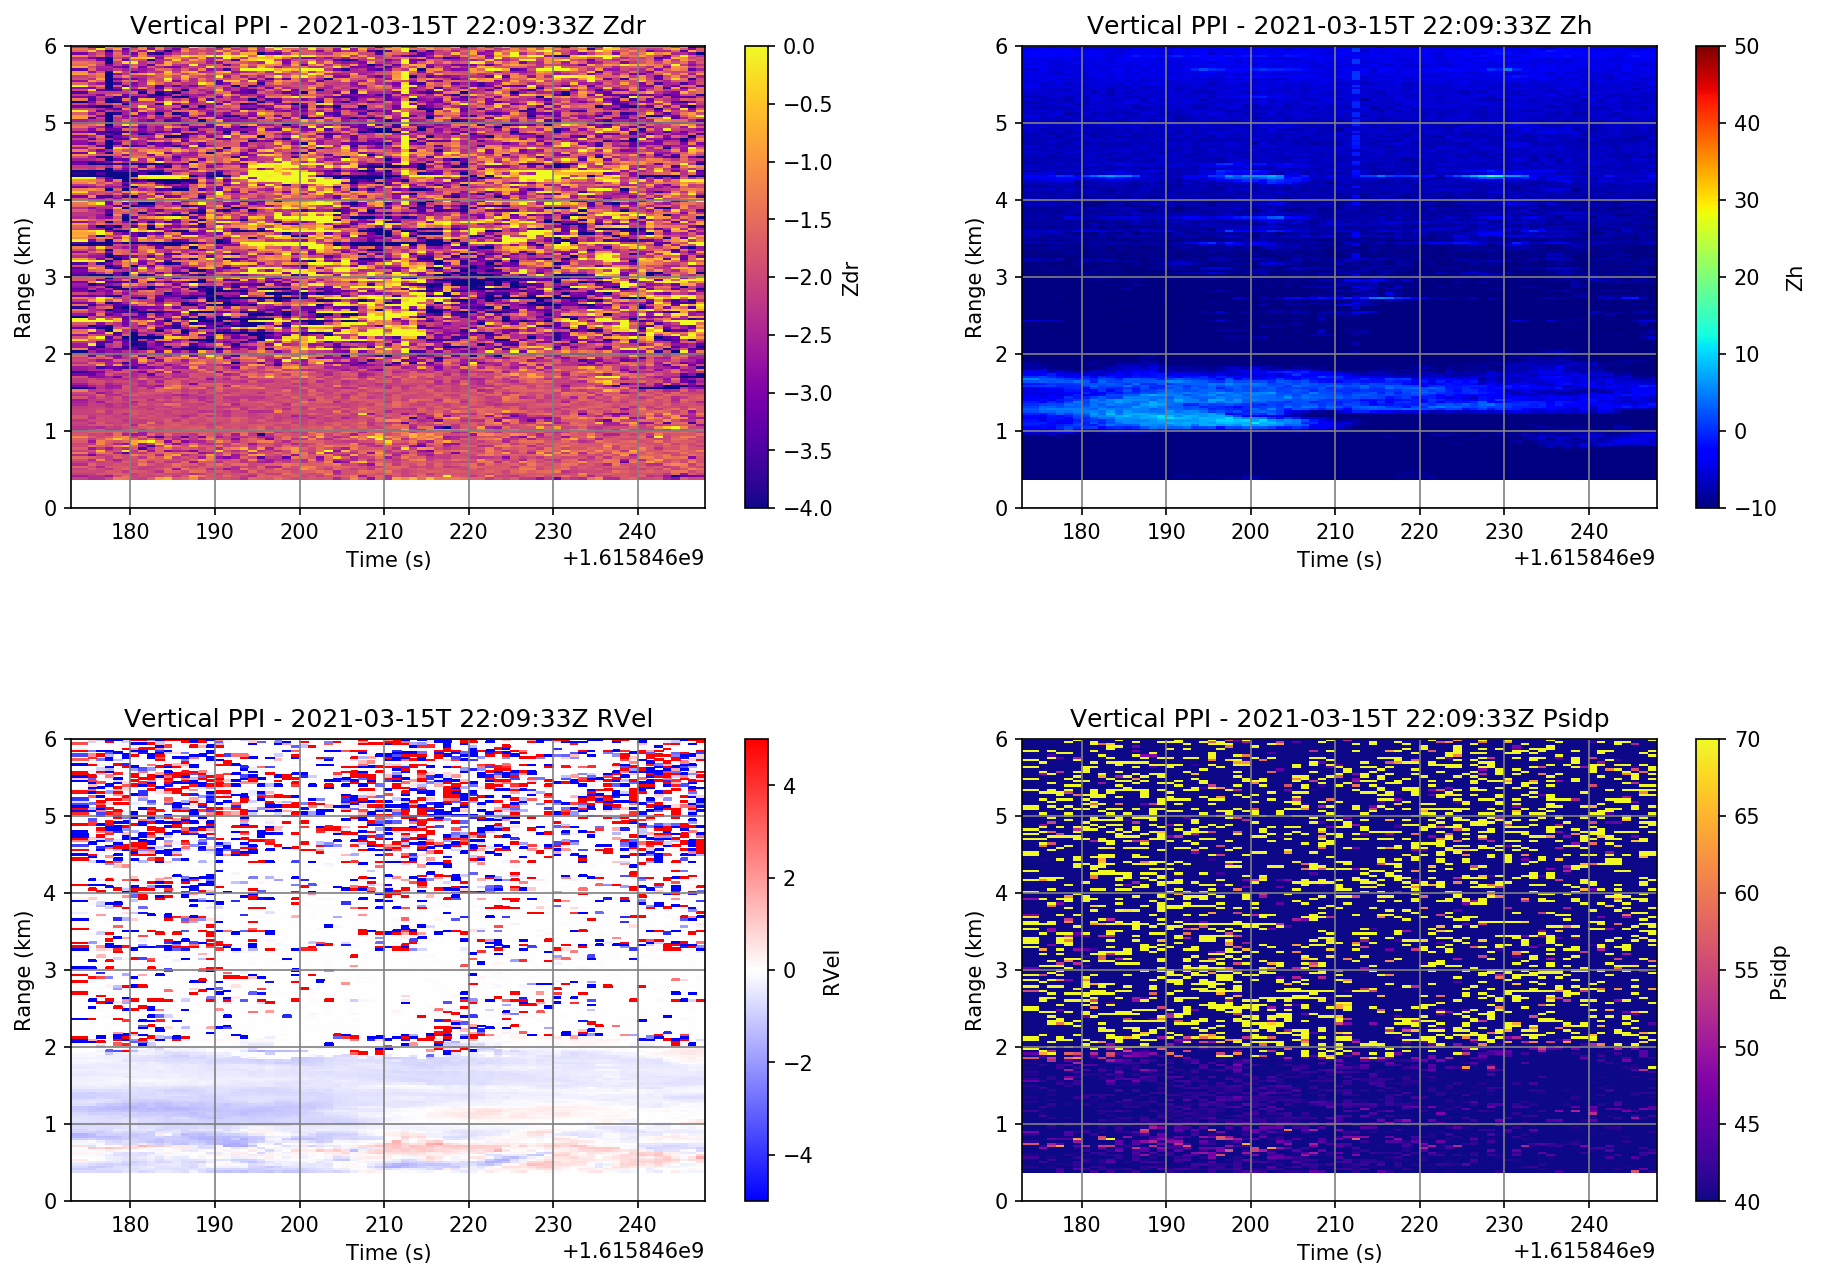 Vertical PPI - 2021-03-15T 22:09:33Z Zdr
6
5
4
3
2
1
0
Range (km)
180 190 200 210 220 230 240
Time (s)
+1.615846e9
0.0
−0.5
−1.0
−1.5
−2.0
−2.5
−3.0
−3.5
−4.0
Zdr
Vertical PPI - 2021-03-15T 22:09:33Z Zh
6
5
4
3
2
1
0
Range (km)
180 190 200 210 220 230 240
Time (s)
+1.615846e9
50
40
30
20
10
0
−10
Zh
Vertical PPI - 2021-03-15T 22:09:33Z RVel
6
5
4
3
2
1
0
Range (km)
180 190 200 210 220 230 240
Time (s)
+1.615846e9
4
2
0
−2
−4
RVel
Vertical PPI - 2021-03-15T 22:09:33Z Psidp
6
5
4
3
2
1
0
Range (km)
180 190 200 210 220 230 240
Time (s)
+1.615846e9
70
65
60
55
50
45
40
Psidp